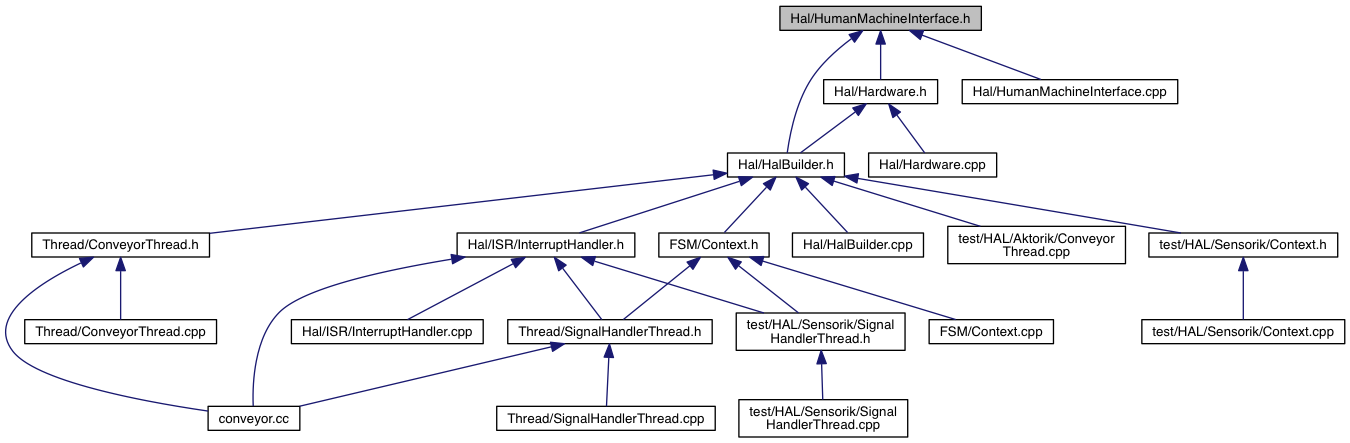 Hal/HumanMachineInterface.h
Hal/Hardware.h
Hal/HumanMachineInterface.cpp
Hal/HalBuilder.h
Hal/Hardware.cpp
Thread/ConveyorThread.h
Hal/ISR/InterruptHandler.h
FSM/Context.h
Hal/HalBuilder.cpp
test/HAL/Aktorik/Conveyor
Thread.cpp
test/HAL/Sensorik/Context.h
Thread/ConveyorThread.cpp
Hal/ISR/InterruptHandler.cpp
Thread/SignalHandlerThread.h
test/HAL/Sensorik/Signal
HandlerThread.h
FSM/Context.cpp
test/HAL/Sensorik/Context.cpp
conveyor.cc
Thread/SignalHandlerThread.cpp
test/HAL/Sensorik/Signal
HandlerThread.cpp